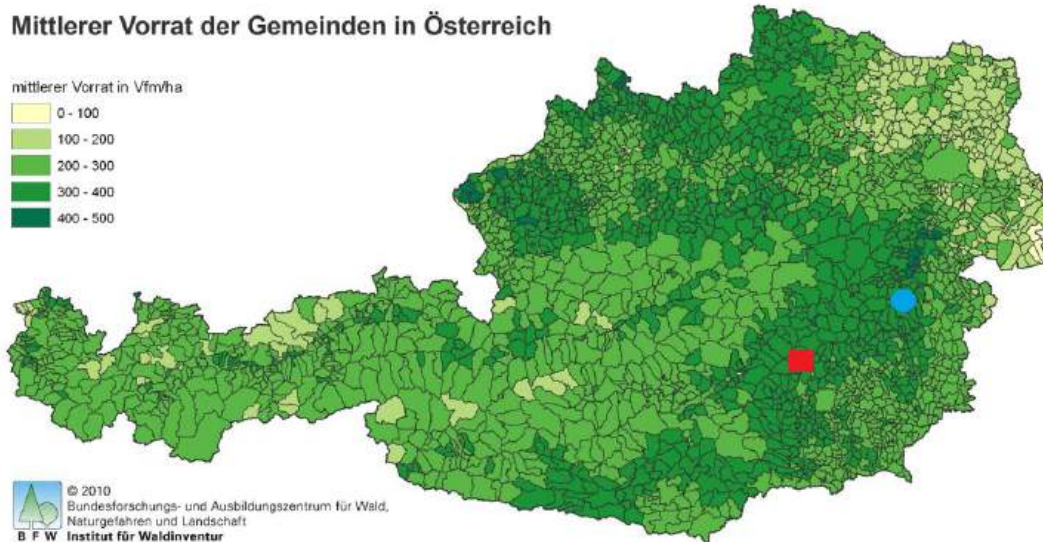 Mittlerer Vorrat der Gemeinden in Österreich
mittlerer Vorrat in Vfm/ha
0 - 100
100 - 200
200 - 300
300 - 400
400 - 500
© 2010
Bundesforschungs- und Ausbildungszentrum für Wald,
Naturgefahren und Landschaft
B F W Institut für Waldinventur